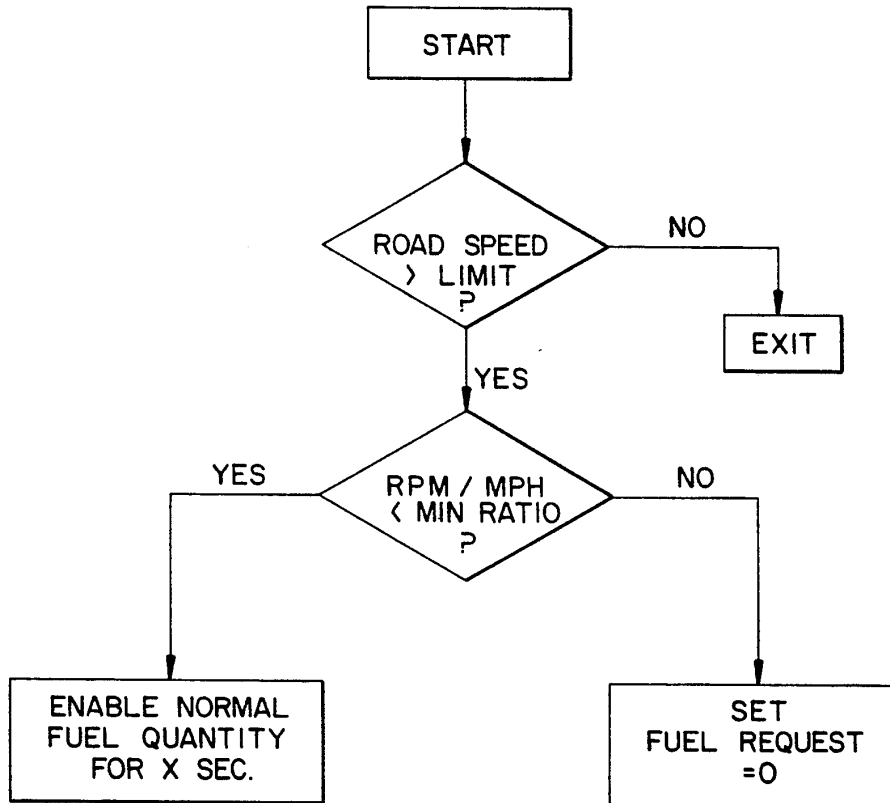 START
ROAD SPEED
> LIMIT
?
NO
EXIT
YES
RPM / MPH
< MIN RATIO
?
YES
NO
ENABLE NORMAL
FUEL QUANTITY
FOR X SEC.
SET
FUEL REQUEST
=0